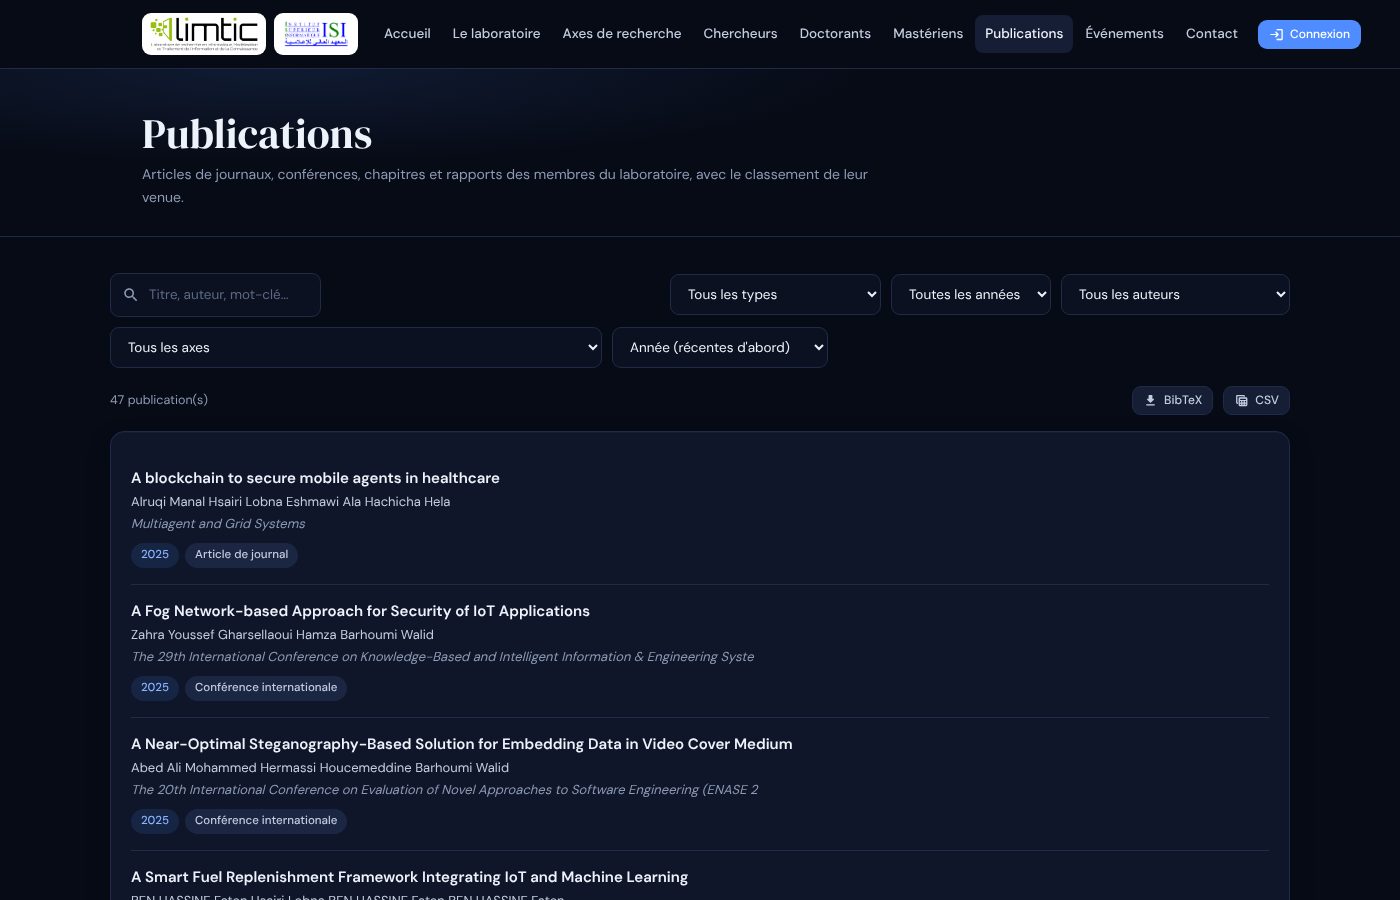 limtic
ISI
Accueil
Le laboratoire
Axes de recherche
Chercheurs
Doctorants
Mastériens
Publications
Événements
Contact
Connexion
Publications
Articles de journaux, conférences, chapitres et rapports des membres du laboratoire, avec le classement de leur
venue.
Titre, auteur, mot-clé...
Tous les types
Toutes les années
Tous les auteurs
Tous les axes
Année (récentes d'abord)
47 publication(s)
BibTeX
CSV
A blockchain to secure mobile agents in healthcare
Alruqi Manal Hsairi Lobna Eshmawi Ala Hachicha Hela
Multiagent and Grid Systems
2025
Article de journal
A Fog Network-based Approach for Security of IoT Applications
Zahra Youssef Gharsellaoui Hamza Barhoumi Walid
The 29th International Conference on Knowledge-Based and Intelligent Information & Engineering Syste
2025
Conférence internationale
A Near-Optimal Steganography-Based Solution for Embedding Data in Video Cover Medium
Abed Ali Mohammed Hermassi Houcemeddine Barhoumi Walid
The 20th International Conference on Evaluation of Novel Approaches to Software Engineering (ENASE 2
2025
Conférence internationale
A Smart Fuel Replenishment Framework Integrating IoT and Machine Learning